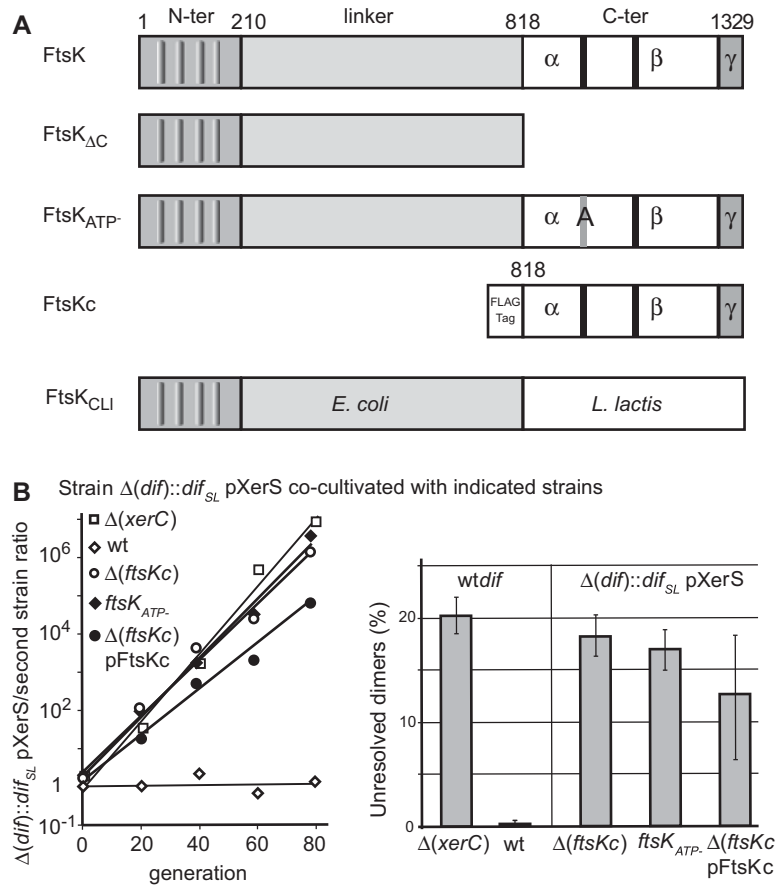 A
1 N-ter 210 linker 818 C-ter 1329
FtsK α β γ
FtsKΔC
FtsKATP- α A β γ
818
FtsKc FLAG Tag α β γ
FtsKCLI E. coli L. lactis
B Strain Δ(dif)::difSL pXerS co-cultivated with indicated strains
Δ(dif)::difSL pXerS/second strain ratio
Δ(xerC)
wt
Δ(ftsKc)
ftsKATP-
Δ(ftsKc)
pFtsKc
10⁶
10⁴
10²
1
10⁻¹
0 20 40 60 80
generation
Unresolved dimers (%)
wtdif Δ(dif)::difSL pXerS
20
10
0
Δ(xerC) wt Δ(ftsKc) ftsKATP- Δ(ftsKc
pFtsKc